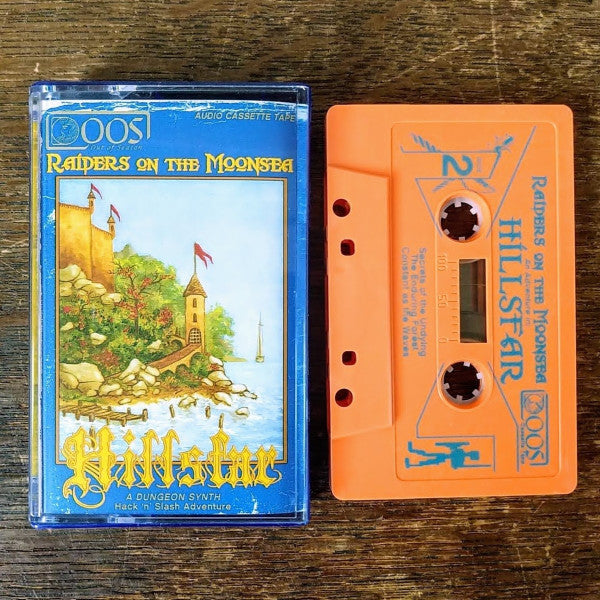 OOS
Out of Season
AUDIO CASSETTE TAPE
RAIDERS ON THE MOONSEA
Hillsfar
A DUNGEON SYNTH
Hack 'n' Slash Adventure
2
RAIDERS ON THE MOONSEA
An Adventure in
HILLSFAR
Secrets of the Undying
The Enduring Forest
Constant as the Waves
100 50 0
OOS